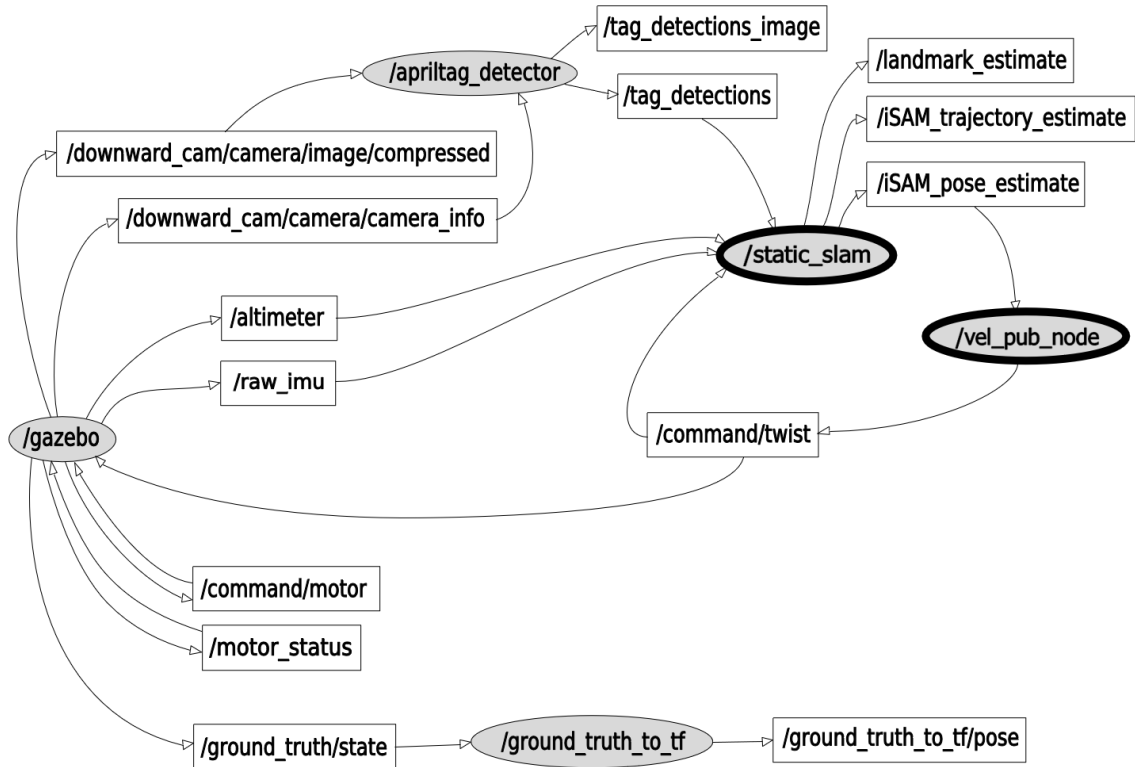 /tag_detections_image
/landmark_estimate
/apriltag_detector
/tag_detections
/iSAM_trajectory_estimate
/downward_cam/camera/image/compressed
/iSAM_pose_estimate
/downward_cam/camera/camera_info
/static_slam
/altimeter
/vel_pub_node
/raw_imu
/gazebo
/command/twist
/command/motor
/motor_status
/ground_truth/state
/ground_truth_to_tf
/ground_truth_to_tf/pose